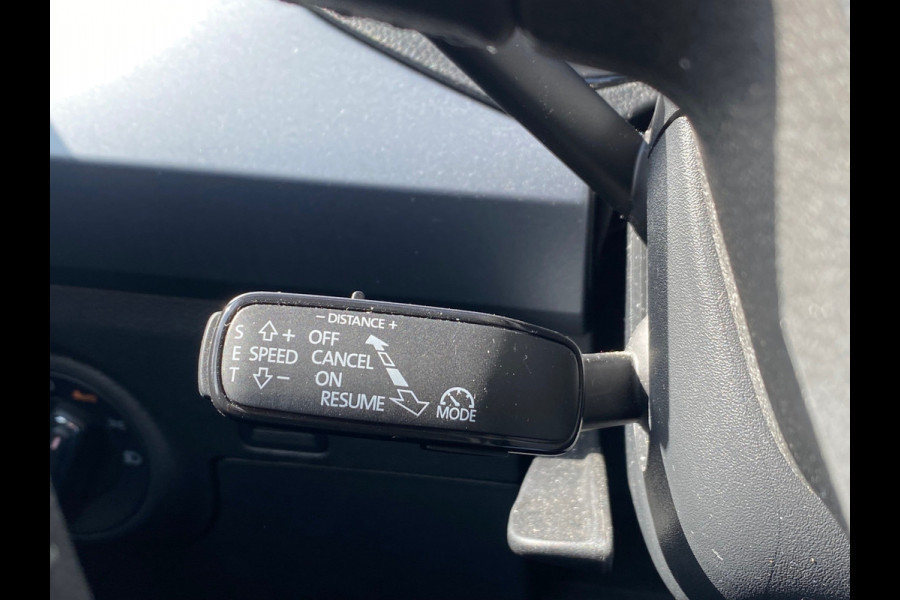 − DISTANCE +
S + OFF
E SPEED CANCEL
T − ON
RESUME MODE